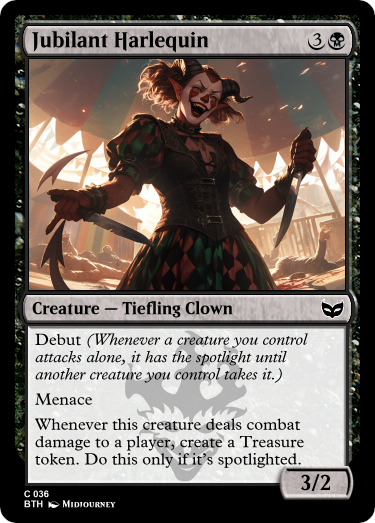 Jubilant Harlequin 3
Creature — Tiefling Clown
Debut (Whenever a creature you control
attacks alone, it has the spotlight until
another creature you control takes it.)
Menace
Whenever this creature deals combat
damage to a player, create a Treasure
token. Do this only if it's spotlighted.
3/2
C 036
BTH Midjourney